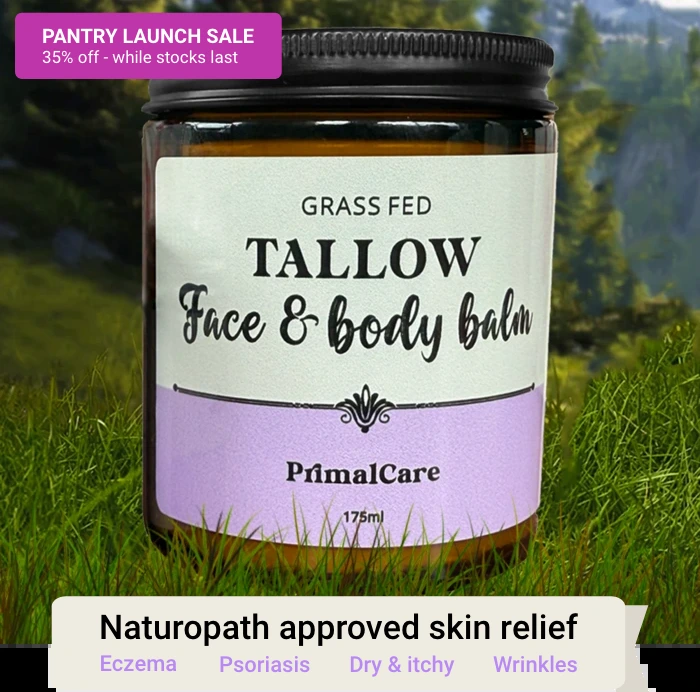 PANTRY LAUNCH SALE
35% off - while stocks last
GRASS FED
TALLOW
Face & body balm
PrimalCare
175ml
Naturopath approved skin relief
Eczema Psoriasis Dry & itchy Wrinkles